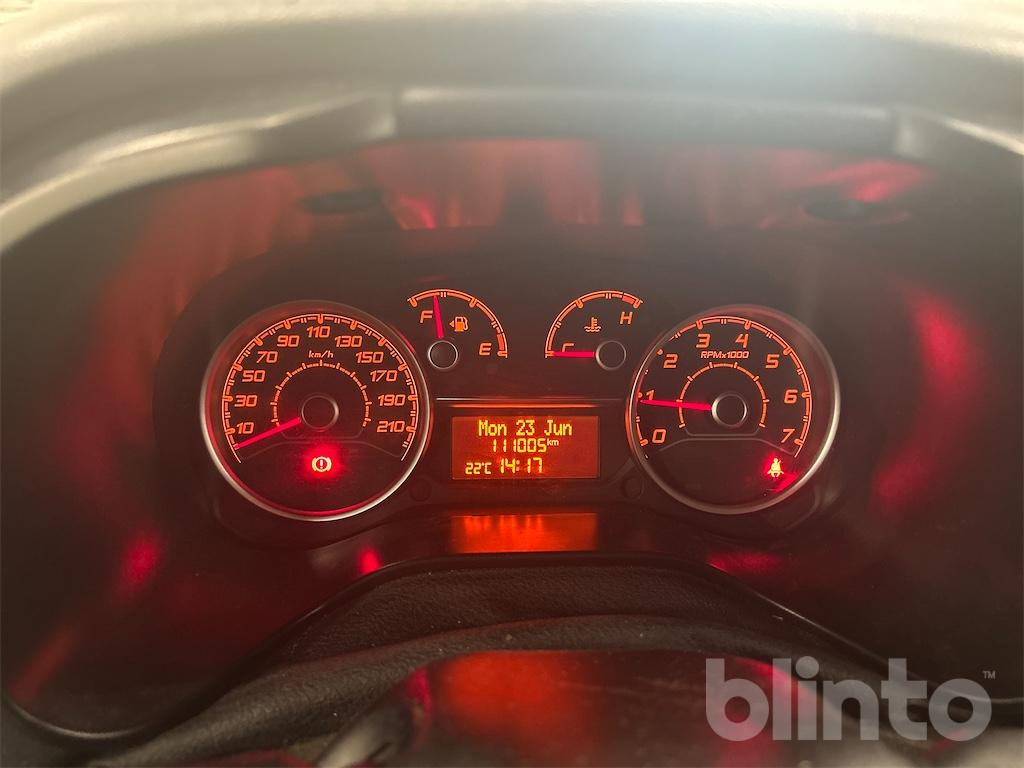 10 30 50 70 90 110 130 150 170 190 210
km/h
F E
C H
Mon 23 Jun
111005km
22°C 14:17
0 1 2 3 4 5 6 7
RPMx1000
blinto™